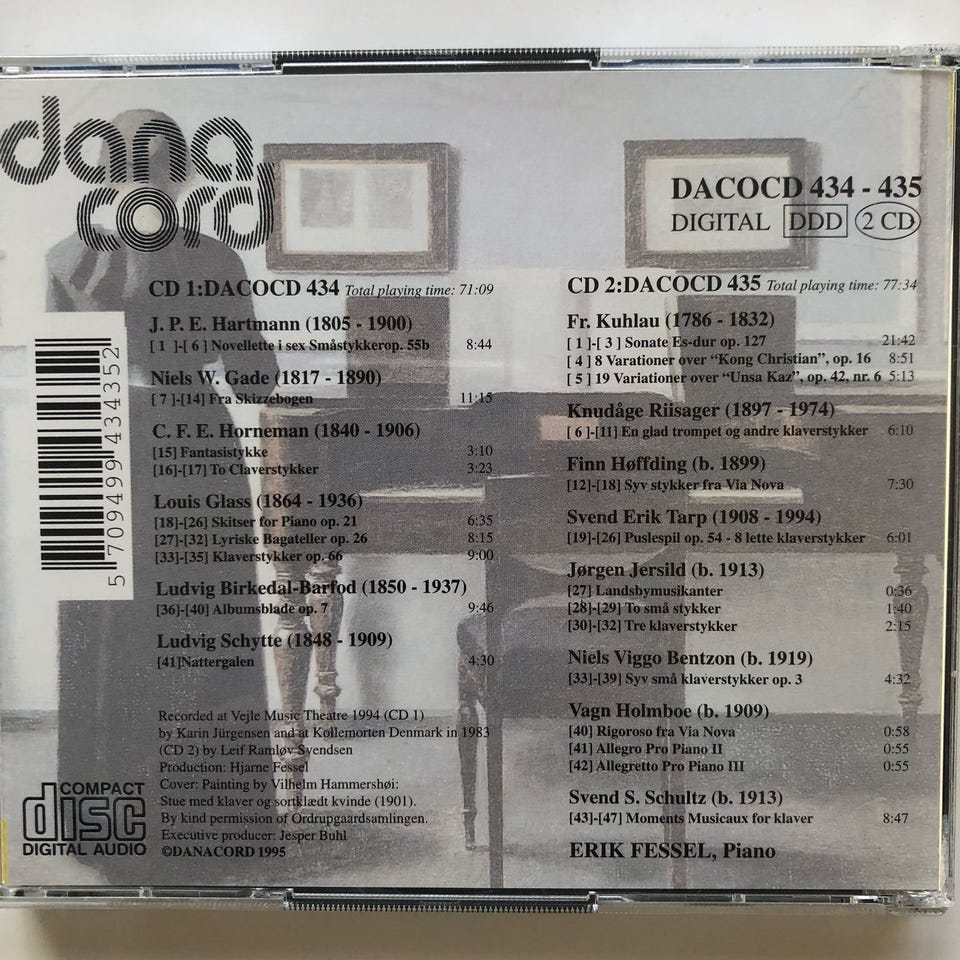 dana
cord
DACOCD 434 - 435
DIGITAL DDD 2 CD
CD 1:DACOCD 434 Total playing time: 71:09
J. P. E. Hartmann (1805 - 1900)
[ 1 ]-[ 6 ] Novellette i sex Småstykkerop. 55b 8:44
Niels W. Gade (1817 - 1890)
[ 7 ]-[14] Fra Skizzebogen 11:15
C. F. E. Horneman (1840 - 1906)
[15] Fantasistykke 3:10
[16]-[17] To Claverstykker 3:23
Louis Glass (1864 - 1936)
[18]-[26] Skitser for Piano op. 21 6:35
[27]-[32] Lyriske Bagateller op. 26 8:15
[33]-[35] Klaverstykker op. 66 9:00
Ludvig Birkedal-Barfod (1850 - 1937)
[36]-[40] Albumsblade op. 7 9:46
Ludvig Schytte (1848 - 1909)
[41]Nattergalen 4:30
Recorded at Vejle Music Theatre 1994 (CD 1)
by Karin Jürgensen and at Kollemorten Denmark in 1983
(CD 2) by Leif Ramløv Svendsen
Production: Hjarne Fessel
Cover: Painting by Vilhelm Hammershøi:
Stue med klaver og sortklædt kvinde (1901).
By kind permission of Ordrupgaardsamlingen.
Executive producer: Jesper Buhl
©DANACORD 1995
CD 2:DACOCD 435 Total playing time: 77:34
Fr. Kuhlau (1786 - 1832)
[ 1 ]-[ 3 ] Sonate Es-dur op. 127 21:42
[ 4 ] 8 Varationer over “Kong Christian”, op. 16 8:51
[ 5 ] 19 Variationer over “Unsa Kaz”, op. 42, nr. 6 5:13
Knudåge Riisager (1897 - 1974)
[ 6 ]-[11] En glad trompet og andre klaverstykker 6:10
Finn Høffding (b. 1899)
[12]-[18] Syv stykker fra Via Nova 7:30
Svend Erik Tarp (1908 - 1994)
[19]-[26] Puslespil op. 54 - 8 lette klaverstykker 6:01
Jørgen Jersild (b. 1913)
[27] Landsbymusikanter 0:36
[28]-[29] To små stykker 1:40
[30]-[32] Tre klaverstykker 2:15
Niels Viggo Bentzon (b. 1919)
[33]-[39] Syv små klaverstykker op. 3 4:32
Vagn Holmboe (b. 1909)
[40] Rigoroso fra Via Nova 0:58
[41] Allegro Pro Piano II 0:55
[42] Allegretto Pro Piano III 0:55
Svend S. Schultz (b. 1913)
[43]-[47] Moments Musicaux for klaver 8:47
ERIK FESSEL, Piano
5 709499 434352
COMPACT
disc
DIGITAL AUDIO